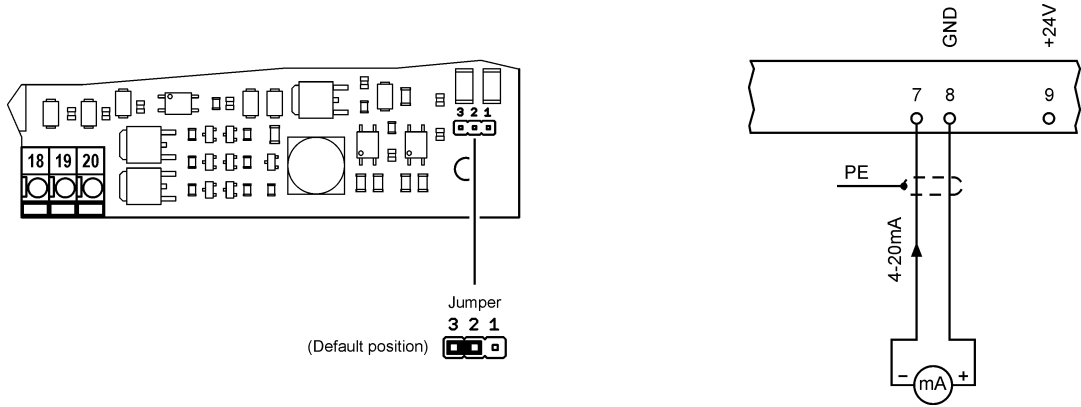 GND
+24V
7 8 9
3 2 1
18 19 20
PE
4-20mA
Jumper
3 2 1
(Default position)
− mA +